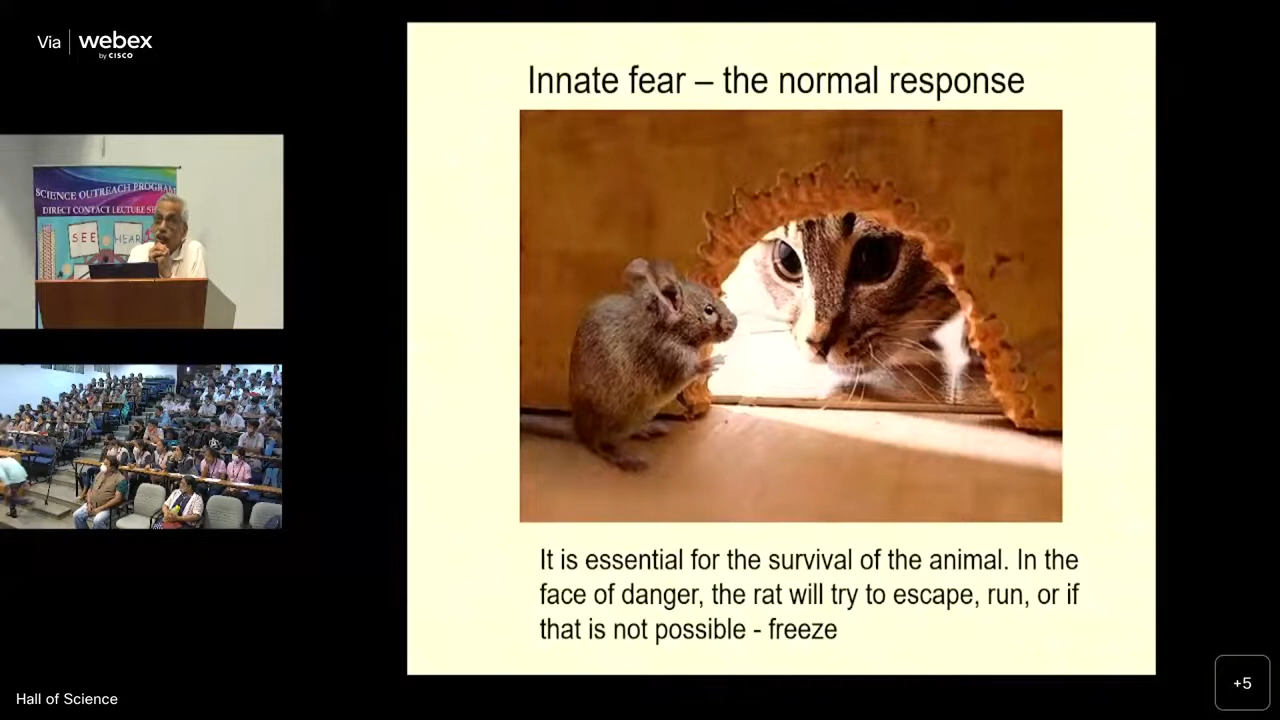 Via webex
by CISCO
Innate fear – the normal response
SCIENCE OUTREACH PROGRAM
DIRECT CONTACT LECTURE SE
SEE
HEAR
It is essential for the survival of the animal. In the
face of danger, the rat will try to escape, run, or if
that is not possible - freeze
Hall of Science
+5